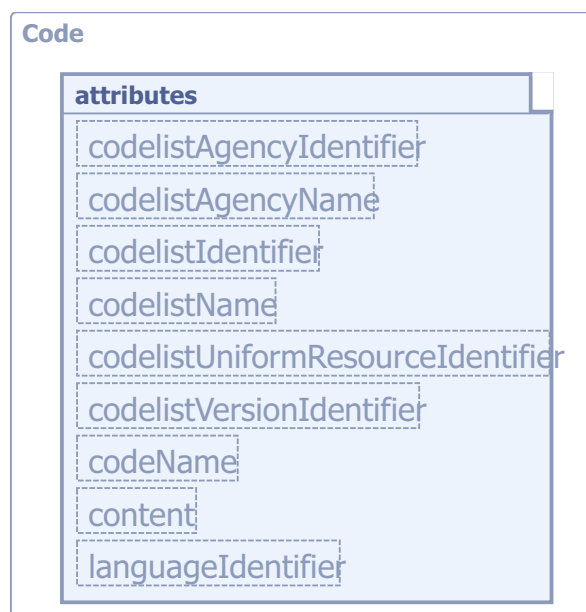 Code
attributes
codelistAgencyIdentifier
codelistAgencyName
codelistIdentifier
codelistName
codelistUniformResourceIdentifier
codelistVersionIdentifier
codeName
content
languageIdentifier